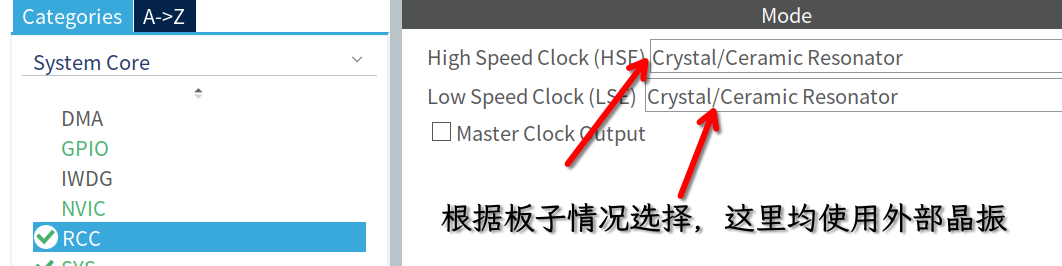 Categories A->Z
System Core
DMA
GPIO
IWDG
NVIC
RCC
SYS
Mode
High Speed Clock (HSE) Crystal/Ceramic Resonator
Low Speed Clock (LSE) Crystal/Ceramic Resonator
Master Clock Output
根据板子情况选择，这里均使用外部晶振